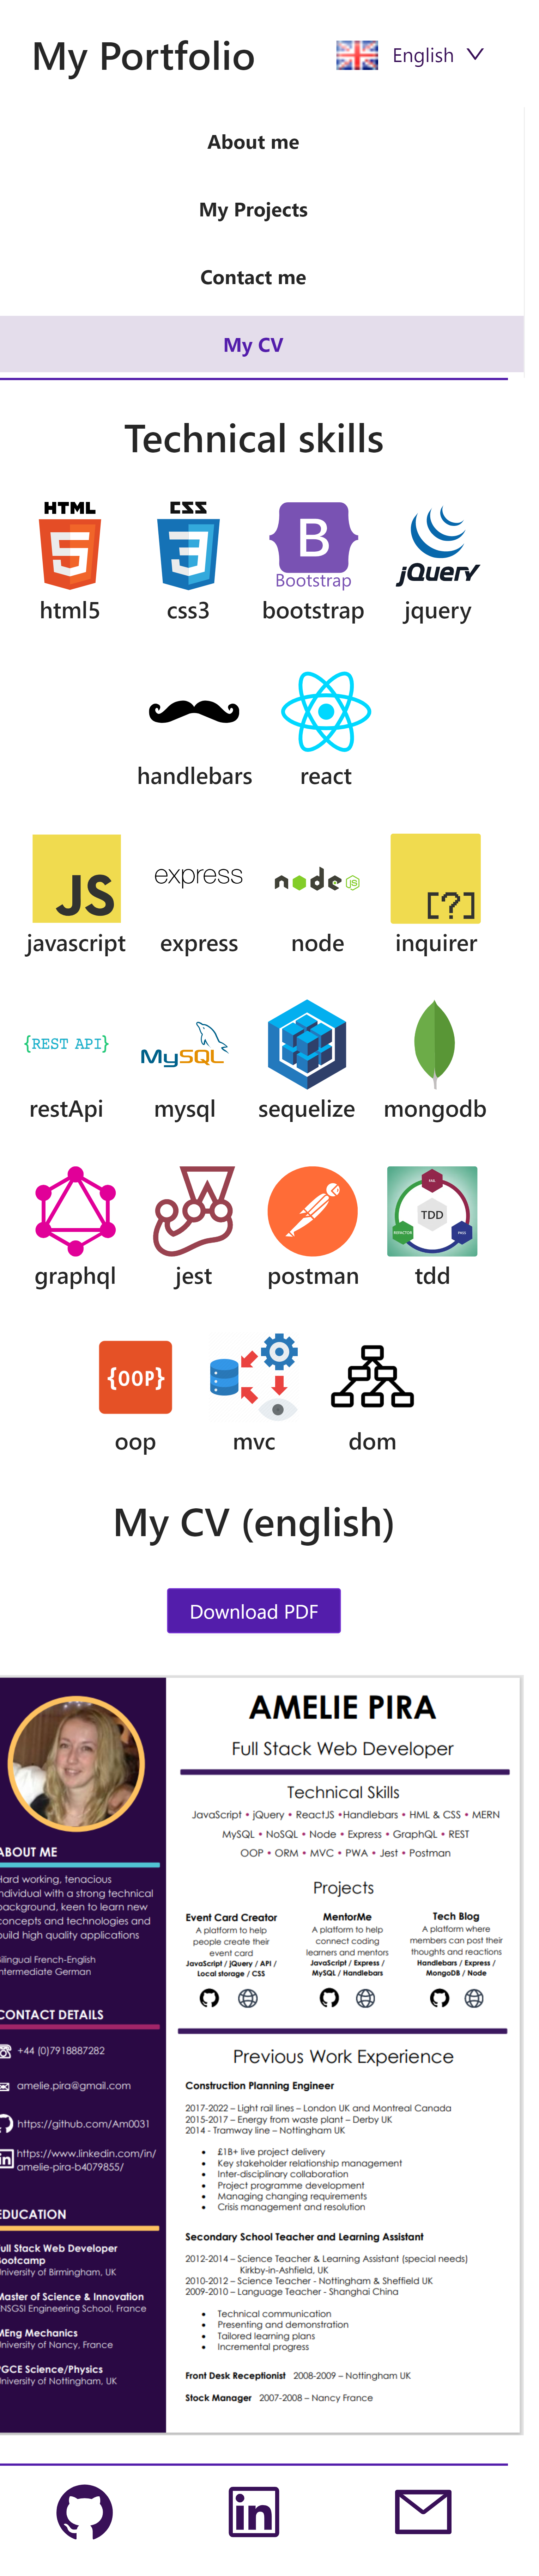 My Portfolio
English
About me
My Projects
Contact me
My CV
Technical skills
HTML
CSS
B
Bootstrap
jQuery
html5
css3
bootstrap
jquery
handlebars
react
JS
express
node
JS
[?]
javascript
express
node
inquirer
{REST API}
MySQL
restApi
mysql
sequelize
mongodb
TDD
REFACTOR
graphql
jest
postman
tdd
{OOP}
oop
mvc
dom
My CV (english)
Download PDF
AMELIE PIRA
Full Stack Web Developer
Technical Skills
JavaScript • jQuery • ReactJS •Handlebars • HML & CSS • MERN
MySQL • NoSQL • Node • Express • GraphQL • REST
OOP • ORM • MVC • PWA • Jest • Postman
Projects
Event Card Creator
A platform to help
people create their
event card
JavaScript / jQuery / API /
Local storage / CSS
MentorMe
A platform to help
connect coding
learners and mentors
JavaScript / Express /
MySQL / Handlebars
Tech Blog
A platform where
members can post their
thoughts and reactions
Handlebars / Express /
MongoDB / Node
Previous Work Experience
Construction Planning Engineer
2017-2022 – Light rail lines – London UK and Montreal Canada
2015-2017 – Energy from waste plant – Derby UK
2014 - Tramway line – Nottingham UK
• £1B+ live project delivery
• Key stakeholder relationship management
• Inter-disciplinary collaboration
• Project programme development
• Managing changing requirements
• Crisis management and resolution
Secondary School Teacher and Learning Assistant
2012-2014 – Science Teacher & Learning Assistant (special needs)
Kirkby-in-Ashfield, UK
2010-2012 – Science Teacher - Nottingham & Sheffield UK
2009-2010 – Language Teacher - Shanghai China
• Technical communication
• Presenting and demonstration
• Tailored learning plans
• Incremental progress
Front Desk Receptionist 2008-2009 – Nottingham UK
Stock Manager 2007-2008 – Nancy France
ABOUT ME
Hard working, tenacious
individual with a strong technical
background, keen to learn new
concepts and technologies and
build high quality applications
Bilingual French-English
Intermediate German
CONTACT DETAILS
+44 (0)7918887282
amelie.pira@gmail.com
https://github.com/Am0031
in
https://www.linkedin.com/in/
amelie-pira-b4079855/
EDUCATION
Full Stack Web Developer
Bootcamp
University of Birmingham, UK
Master of Science & Innovation
ENSGSI Engineering School, France
MEng Mechanics
University of Nancy, France
PGCE Science/Physics
University of Nottingham, UK
in